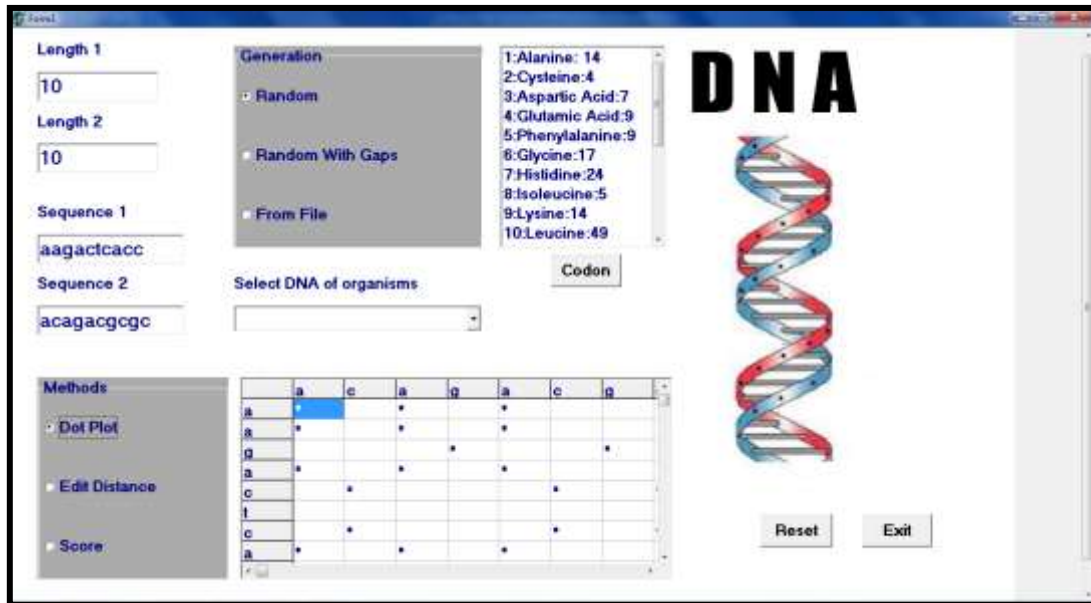 Form1
Length 1
10
Length 2
10
Sequence 1
aagactcacc
Sequence 2
acagacgcgc
Generation
Random
Random With Gaps
From File
Select DNA of organisms
1:Alanine: 14
2:Cysteine:4
3:Aspartic Acid:7
4:Glutamic Acid:9
5:Phenylalanine:9
6:Glycine:17
7:Histidine:24
8:Isoleucine:5
9:Lysine:14
10:Leucine:49
Codon
DNA
Methods
Dot Plot
Edit Distance
Score
a c a g a c g
a
a
g
a
c
t
c
a
Reset
Exit